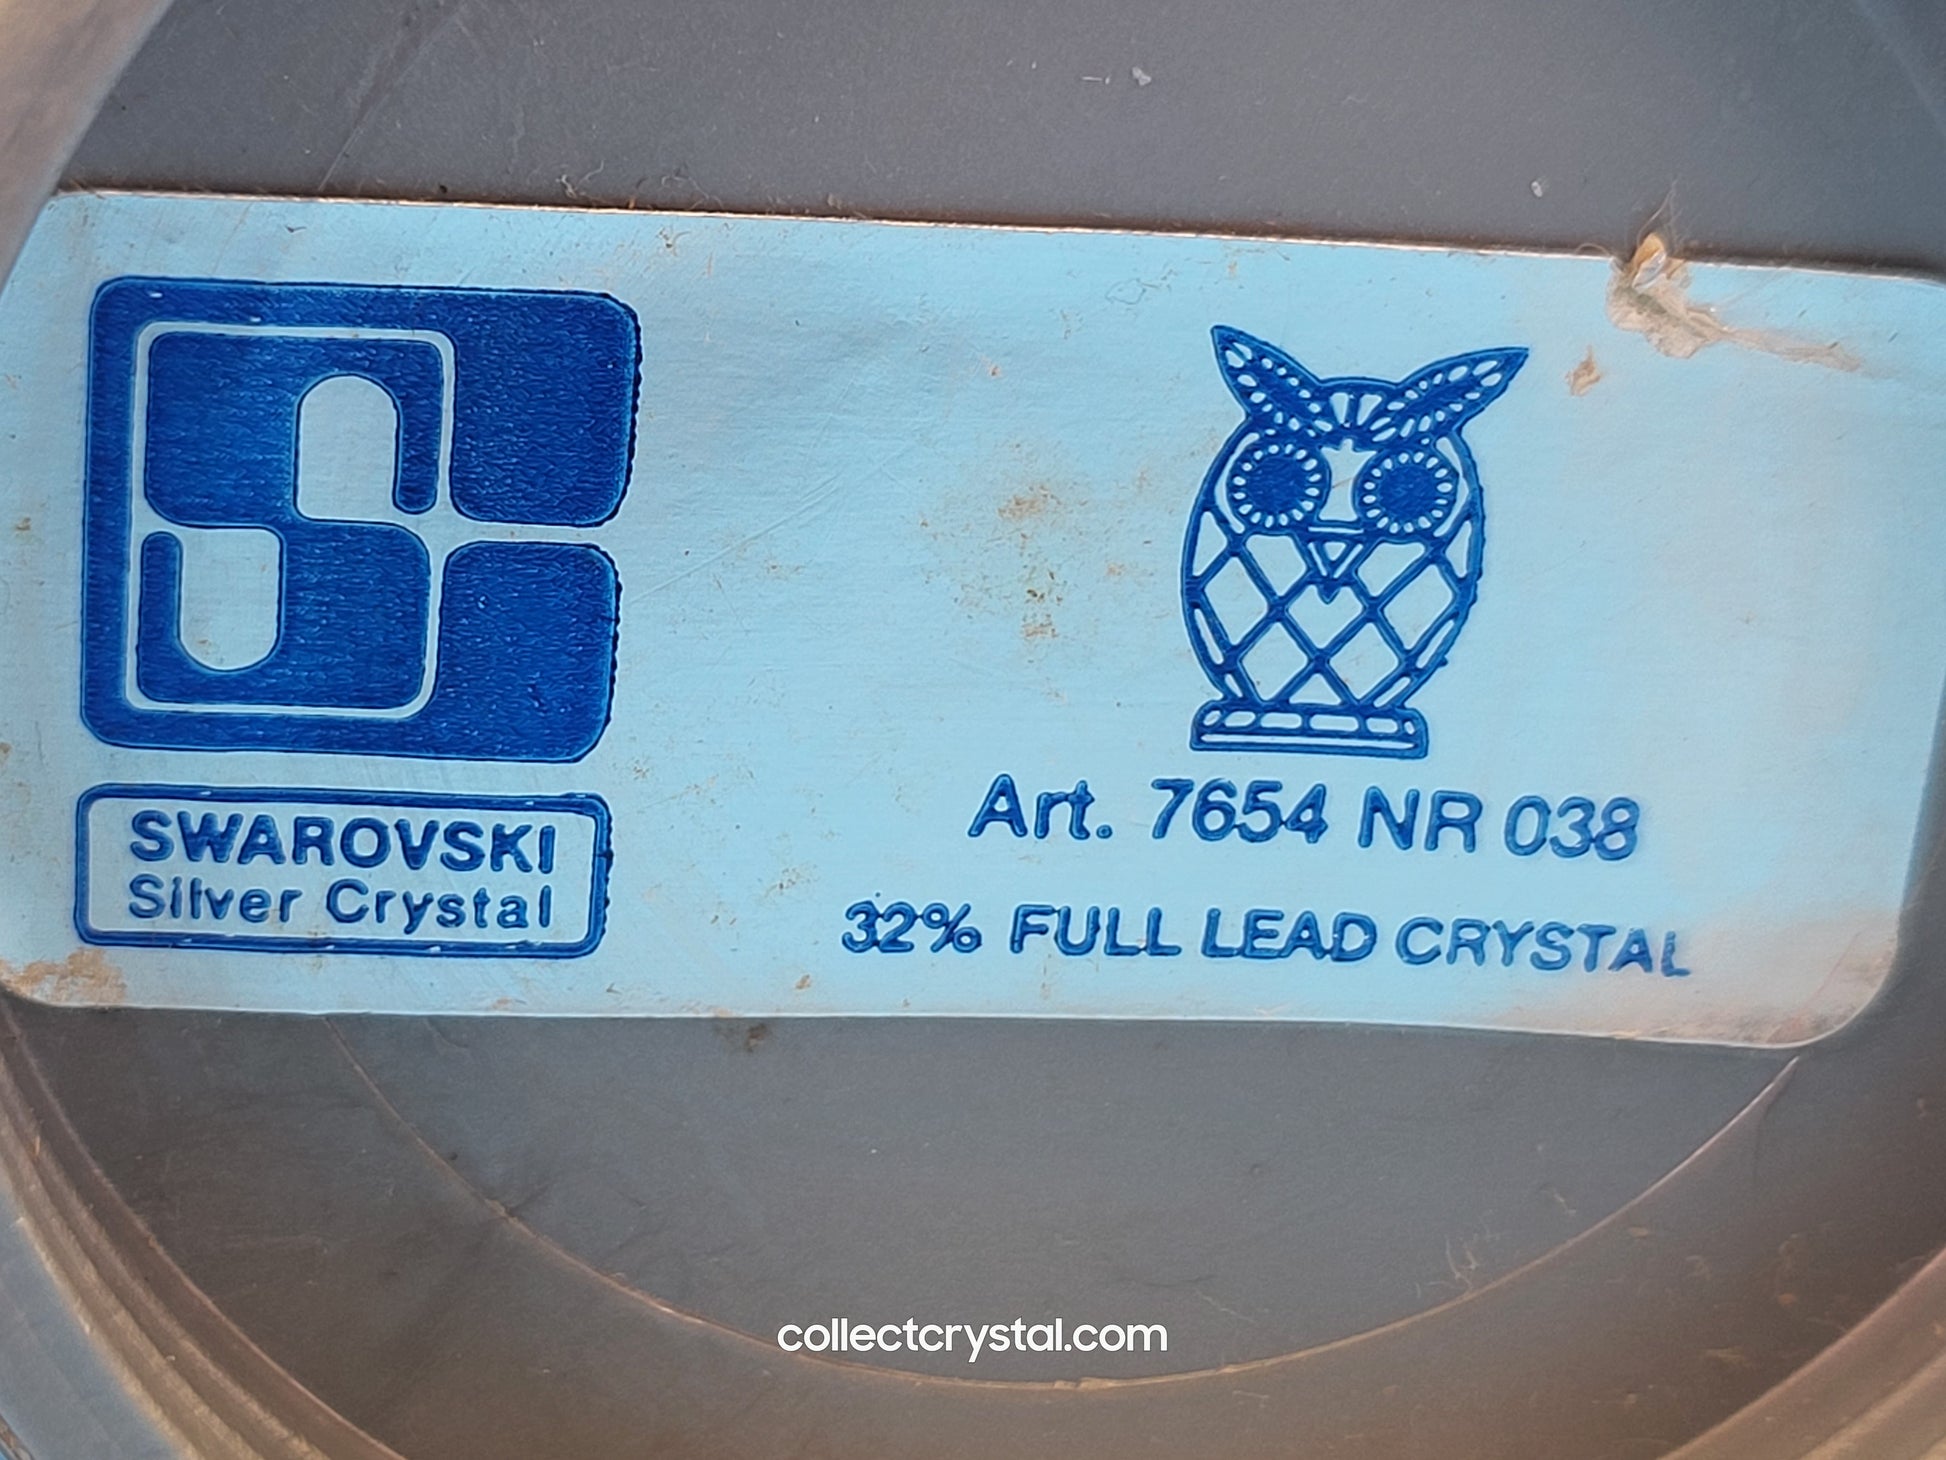 SWAROVSKI
Silver Crystal
Art. 7654 NR 038
32% FULL LEAD CRYSTAL
collectcrystal.com